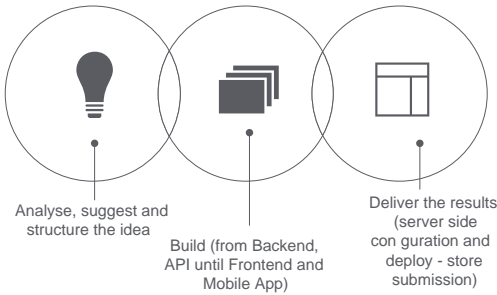 Analyse, suggest and
structure the idea
Build (from Backend,
API until Frontend and
Mobile App)
Deliver the results
(server side
con guration and
deploy - store
submission)